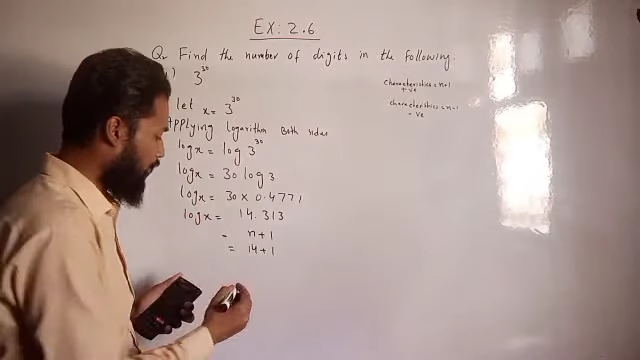 EX: 2.6
Q. Find the number of digits in the following:
) 3^30
let x = 3^30
Applying logarithm Both sides
log x = log 3^30
log x = 30 log 3
log x = 30 x 0.4771
log x = 14.313
= n+1
= 14+1
characteristics = n+1
+ve
characteristics = n-1
-ve